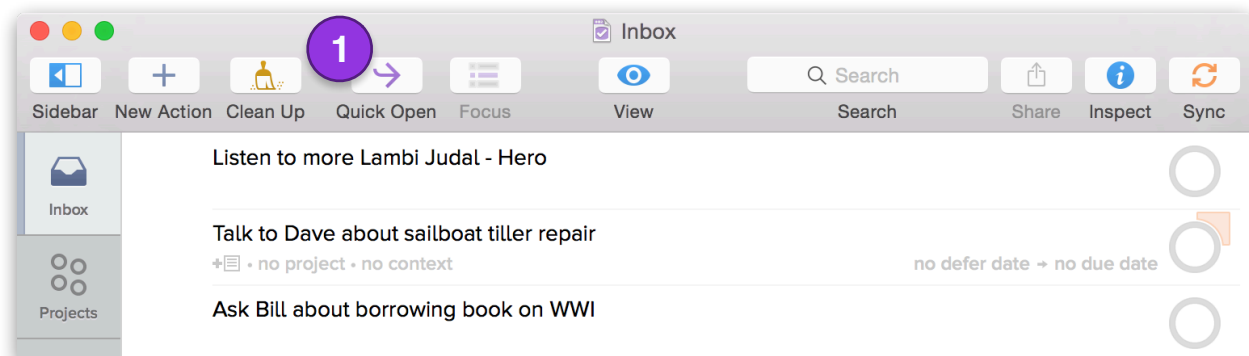 Inbox
1
Search
Sidebar New Action Clean Up Quick Open Focus View Search Share Inspect Sync
Inbox
Projects
Listen to more Lambi Judal - Hero
Talk to Dave about sailboat tiller repair
no project • no context no defer date → no due date
Ask Bill about borrowing book on WWI